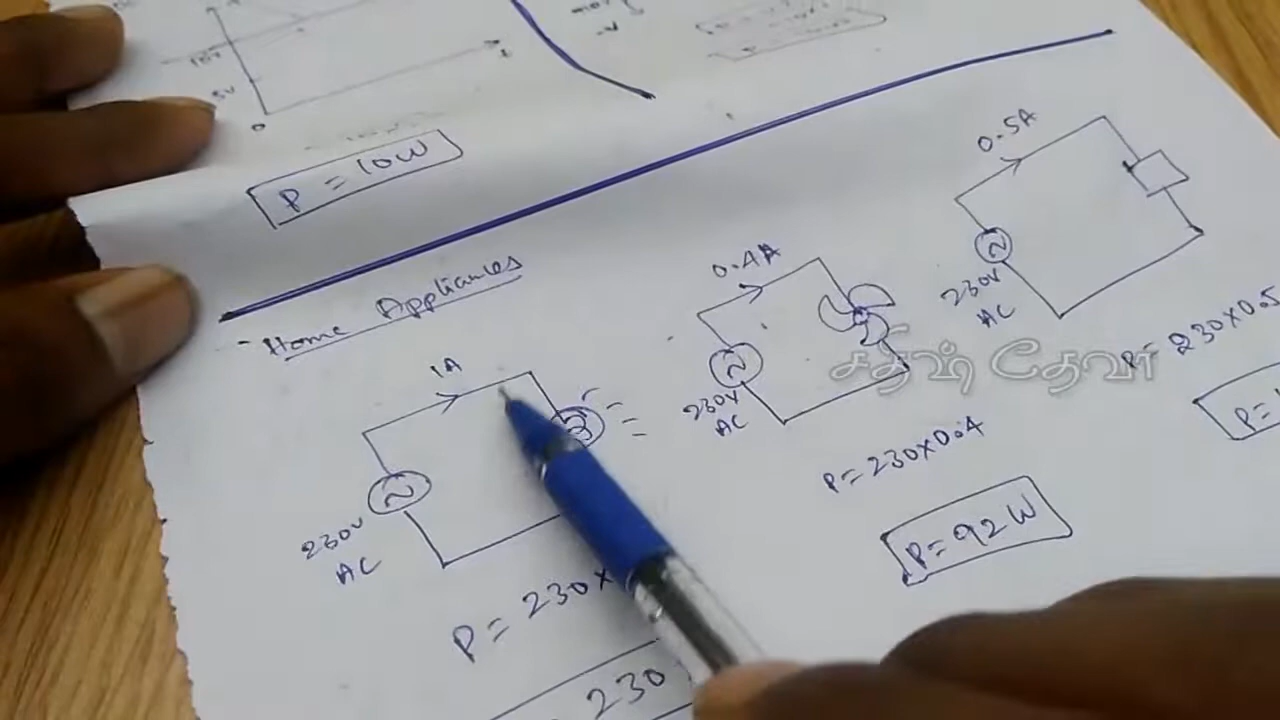 P = 10W
Home Appliances
1A
230V
AC
P = 230×
230
0.4A
230V
AC
P = 230×0.4
P = 92W
0.5A
230V
AC
P = 230×0.5
P =
சதீஷ் தேவா